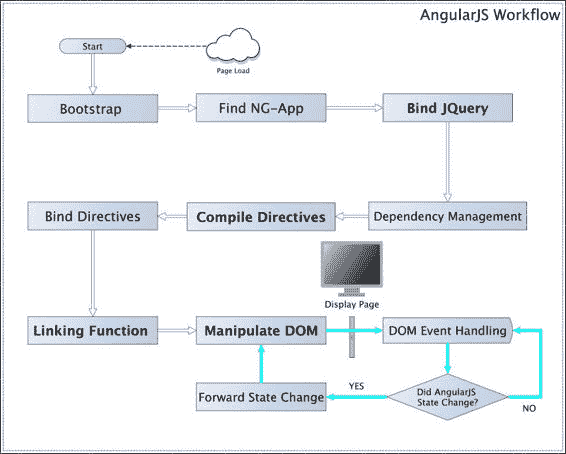 AngularJS Workflow
Start
Page Load
Bootstrap
Find NG-App
Bind JQuery
Bind Directives
Compile Directives
Dependency Management
Display Page
Linking Function
Manipulate DOM
DOM Event Handling
Forward State Change
YES
Did AngularJS
State Change?
NO